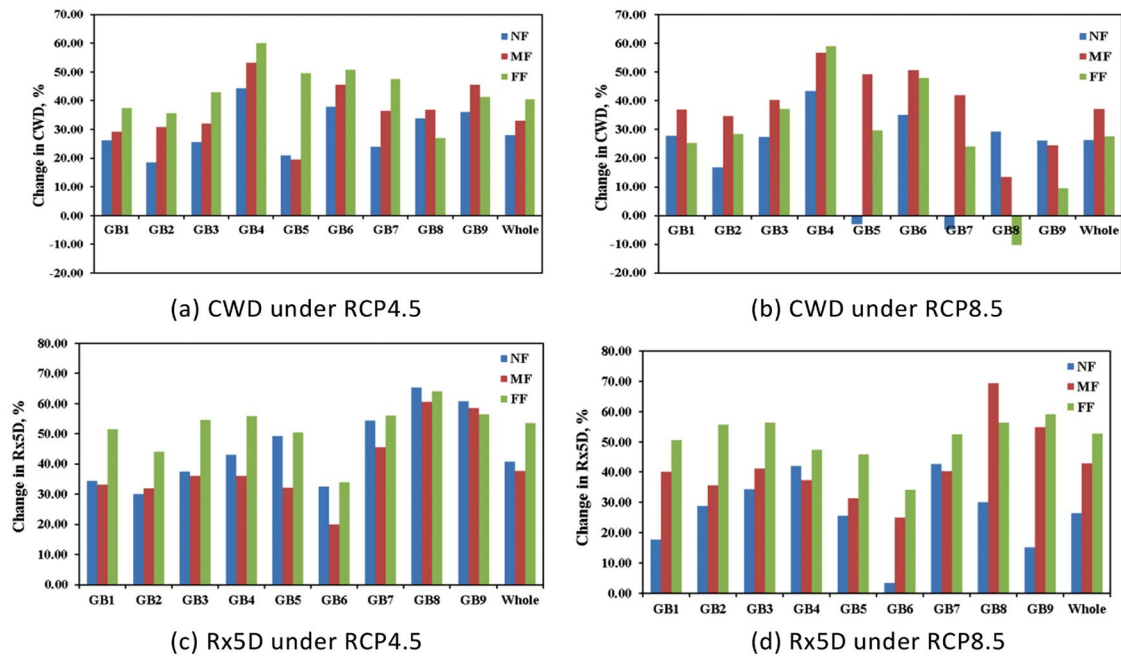 70.00
60.00
50.00
40.00
30.00
20.00
10.00
0.00
-10.00
-20.00
Change in CWD, %
NF
MF
FF
GB1 GB2 GB3 GB4 GB5 GB6 GB7 GB8 GB9 Whole
(a) CWD under RCP4.5
70.00
60.00
50.00
40.00
30.00
20.00
10.00
0.00
-10.00
-20.00
Change in CWD, %
NF
MF
FF
GB1 GB2 GB3 GB4 GB5 GB6 GB7 GB8 GB9 Whole
(b) CWD under RCP8.5
80.00
70.00
60.00
50.00
40.00
30.00
20.00
10.00
0.00
Change in Rx5D, %
NF
MF
FF
GB1 GB2 GB3 GB4 GB5 GB6 GB7 GB8 GB9 Whole
(c) Rx5D under RCP4.5
80.00
70.00
60.00
50.00
40.00
30.00
20.00
10.00
0.00
Change in Rx5D, %
NF
MF
FF
GB1 GB2 GB3 GB4 GB5 GB6 GB7 GB8 GB9 Whole
(d) Rx5D under RCP8.5